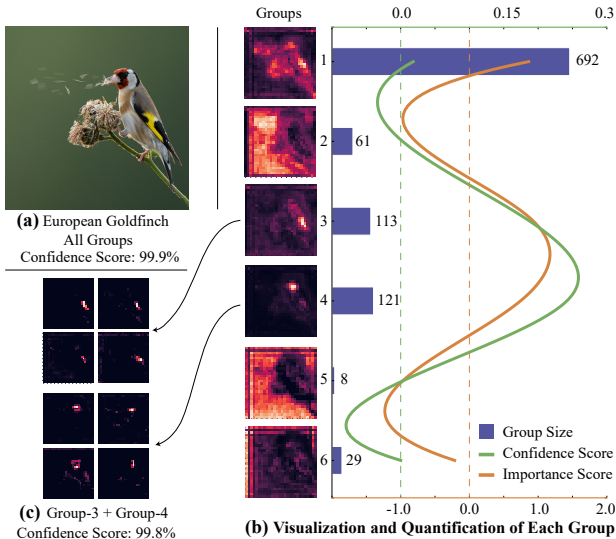 Groups
0.0 0.15 0.3
1
692
2
61
3
113
4
121
5
8
6
29
Group Size
Confidence Score
Importance Score
-1.0 0.0 1.0 2.0
(a) European Goldfinch
All Groups
Confidence Score: 99.9%
(c) Group-3 + Group-4
Confidence Score: 99.8%
(b) Visualization and Quantification of Each Group